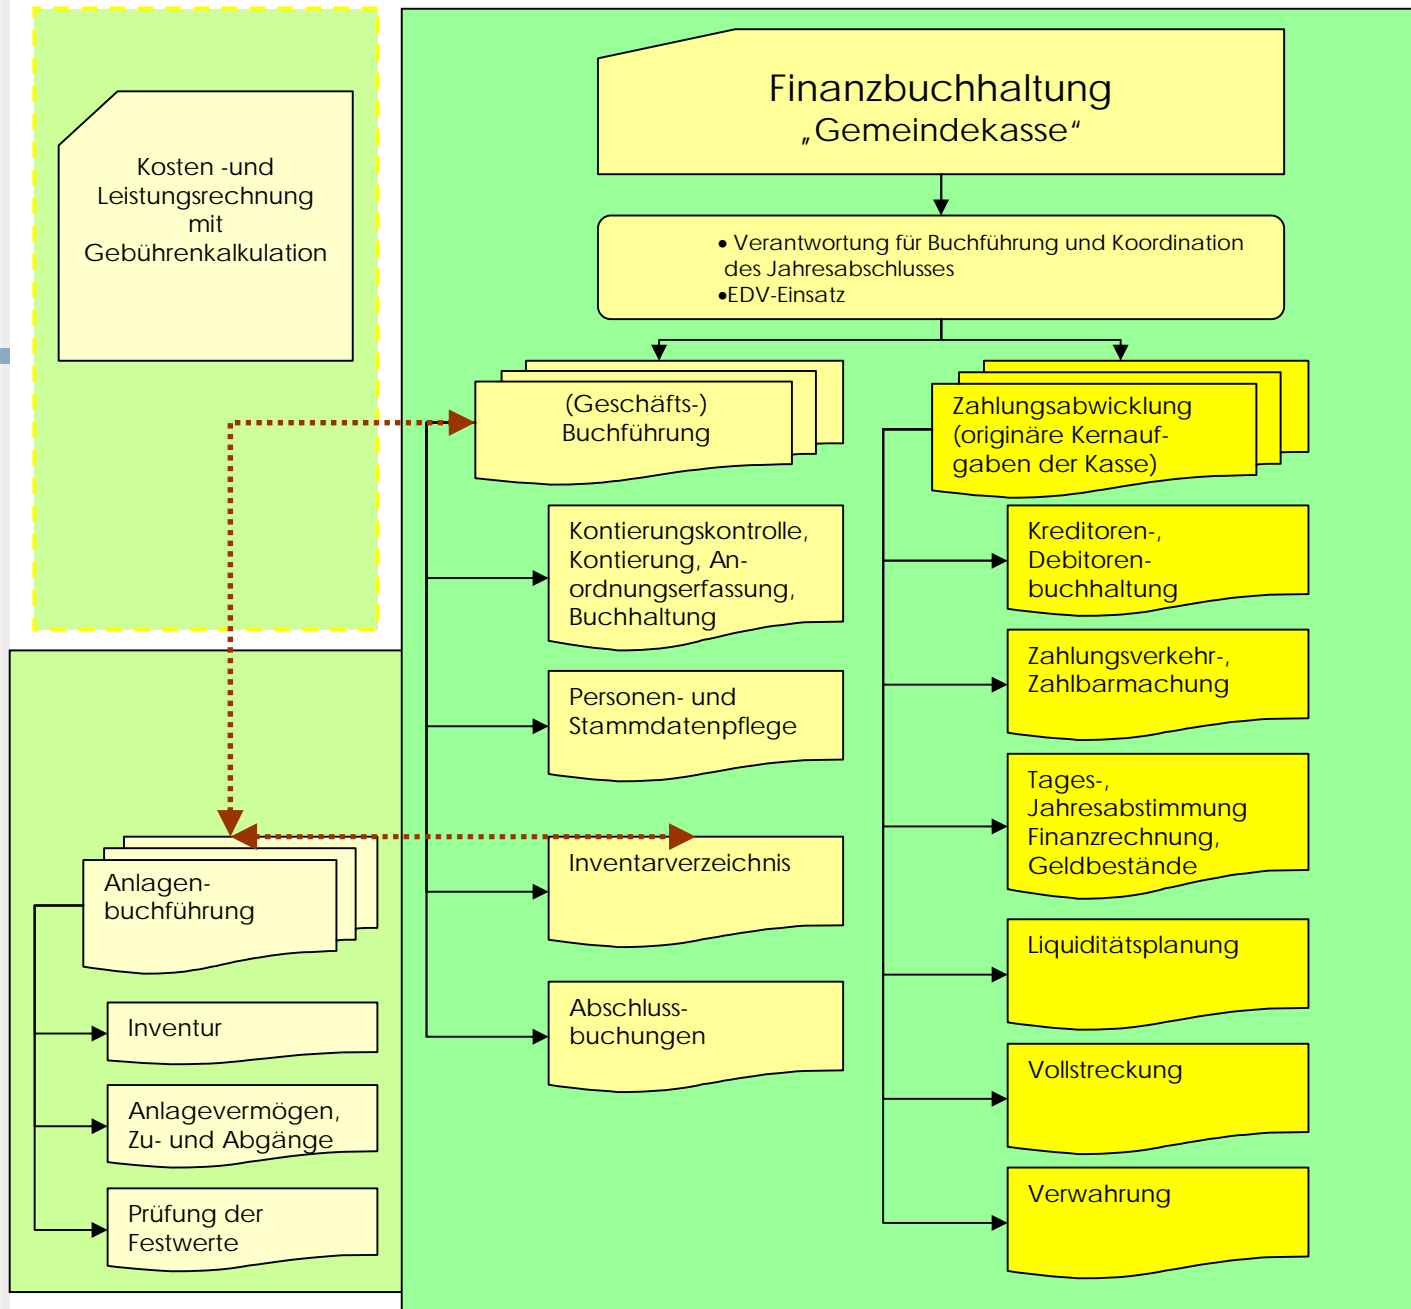 Kosten -und
Leistungsrechnung
mit
Gebührenkalkulation
Finanzbuchhaltung
„Gemeindekasse“
• Verantwortung für Buchführung und Koordination
des Jahresabschlusses
•EDV-Einsatz
(Geschäfts-)
Buchführung
Kontierungskontrolle,
Kontierung, An-
ordnungserfassung,
Buchhaltung
Personen- und
Stammdatenpflege
Inventarverzeichnis
Abschluss-
buchungen
Zahlungsabwicklung
(originäre Kernauf-
gaben der Kasse)
Kreditoren-,
Debitoren-
buchhaltung
Zahlungsverkehr-,
Zahlbarmachung
Tages-,
Jahresabstimmung
Finanzrechnung,
Geldbestände
Liquiditätsplanung
Vollstreckung
Verwahrung
Anlagen-
buchführung
Inventur
Anlagevermögen,
Zu- und Abgänge
Prüfung der
Festwerte